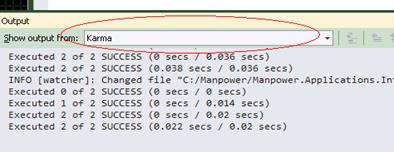 Output
Show output from: Karma
Executed 2 of 2 SUCCESS (0 secs / 0.036 secs)
Executed 2 of 2 SUCCESS (0.038 secs / 0.036 secs)
INFO [watcher]: Changed file "C:/Manpower/Manpower.Applications.In
Executed 0 of 2 SUCCESS (0 secs / 0 secs)
Executed 1 of 2 SUCCESS (0 secs / 0.014 secs)
Executed 2 of 2 SUCCESS (0 secs / 0.02 secs)
Executed 2 of 2 SUCCESS (0.022 secs / 0.02 secs)